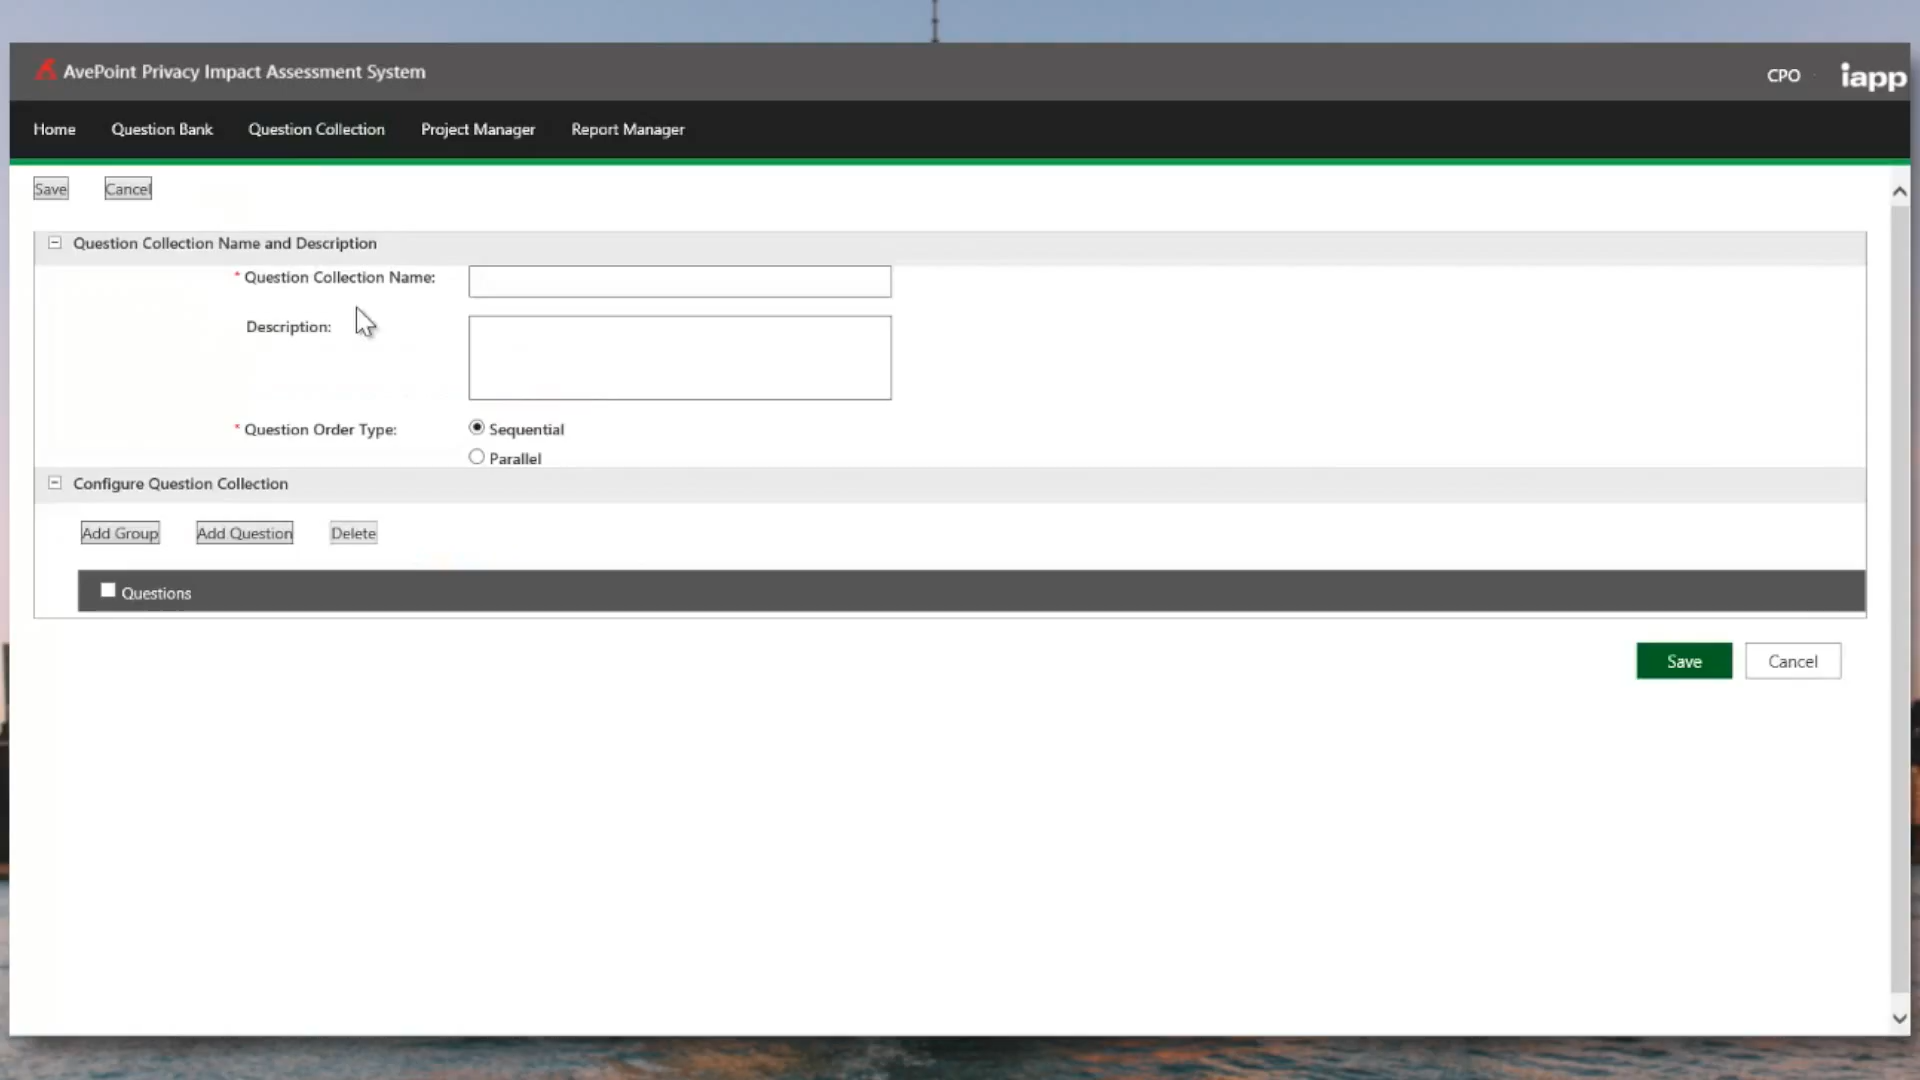 AvePoint Privacy Impact Assessment System
CPO
iapp
Home Question Bank Question Collection Project Manager Report Manager
Save Cancel
Question Collection Name and Description
* Question Collection Name:
Description:
* Question Order Type:
Sequential
Parallel
Configure Question Collection
Add Group Add Question Delete
Questions
Save Cancel